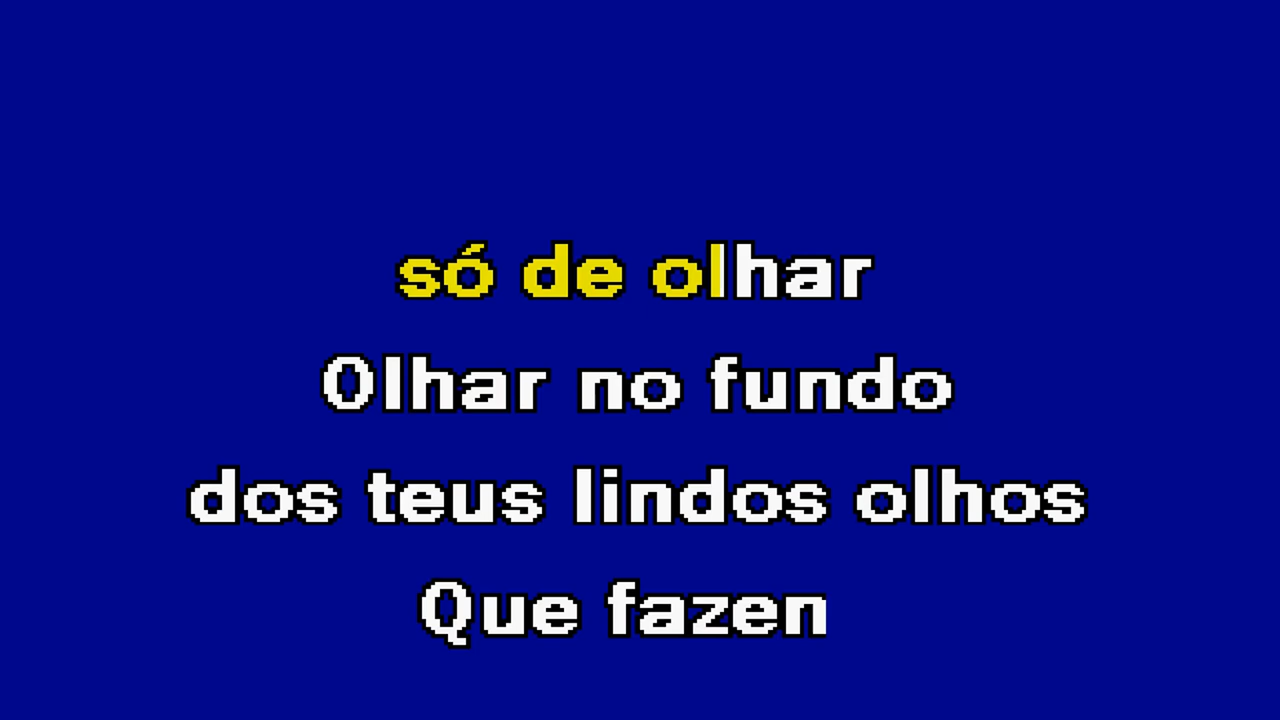 só de olhar
Olhar no fundo
dos teus lindos olhos
Que fazen